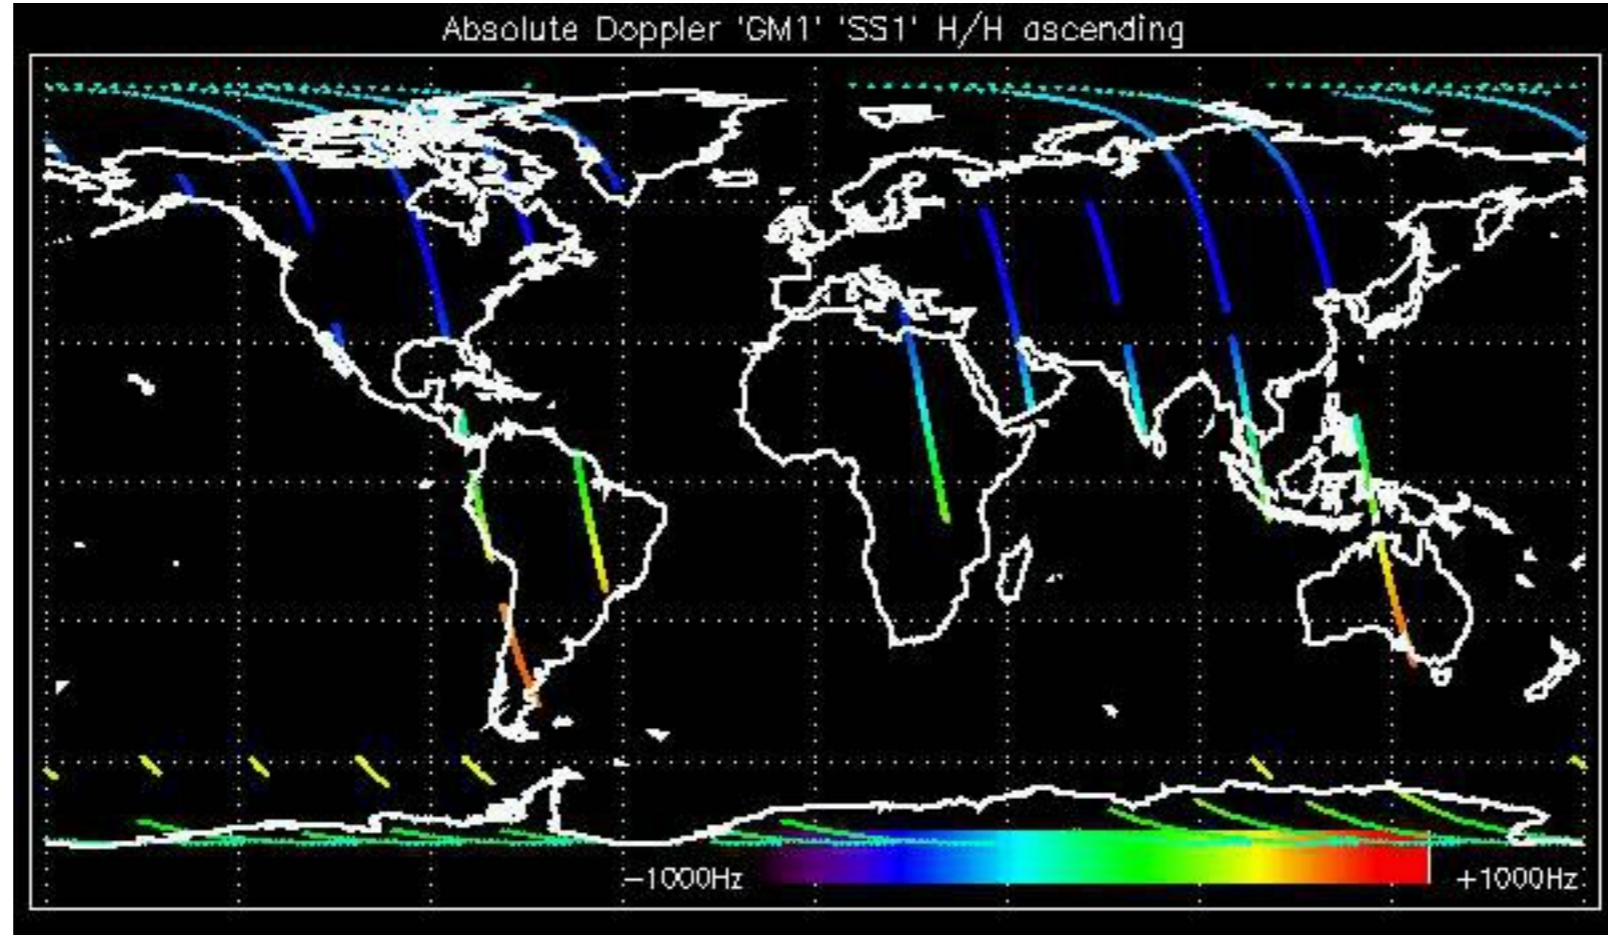 Absolute Doppler 'GM1' 'SS1' H/H ascending
−1000Hz +1000Hz